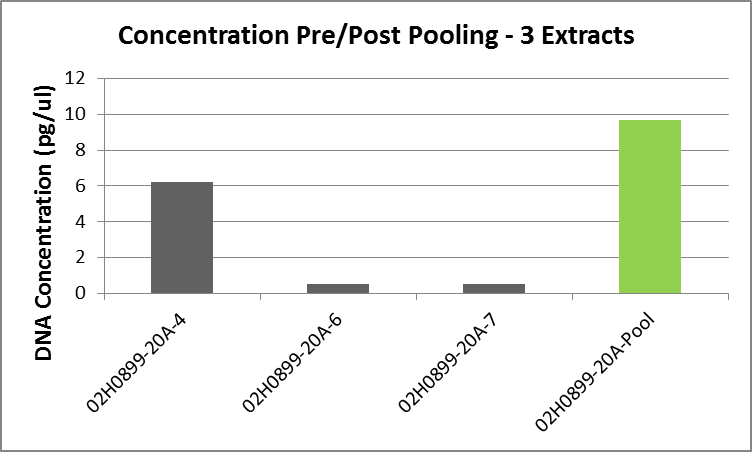 Concentration Pre/Post Pooling - 3 Extracts
DNA Concentration (pg/ul)
12
10
8
6
4
2
0
02H0899-20A-4
02H0899-20A-6
02H0899-20A-7
02H0899-20A-Pool